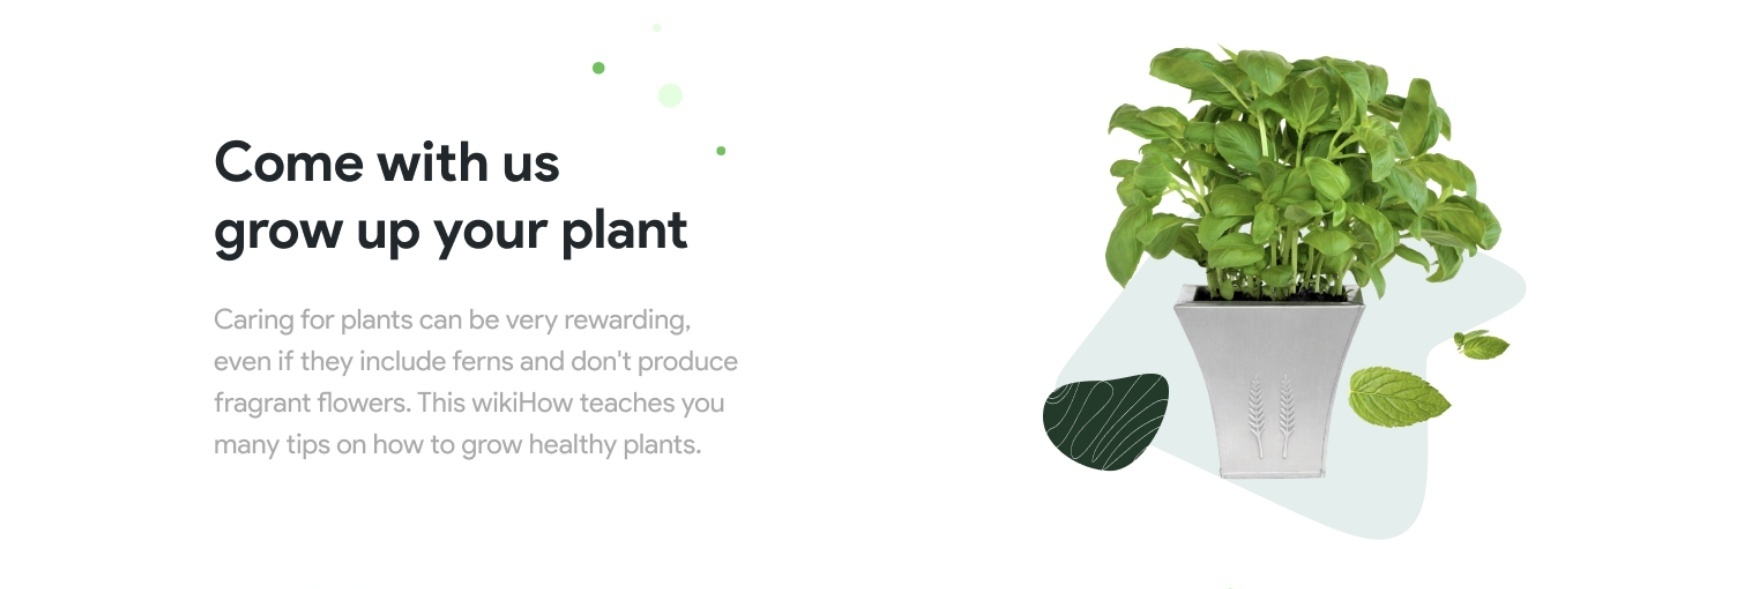 Come with us
grow up your plant
Caring for plants can be very rewarding,
even if they include ferns and don't produce
fragrant flowers. This wikiHow teaches you
many tips on how to grow healthy plants.